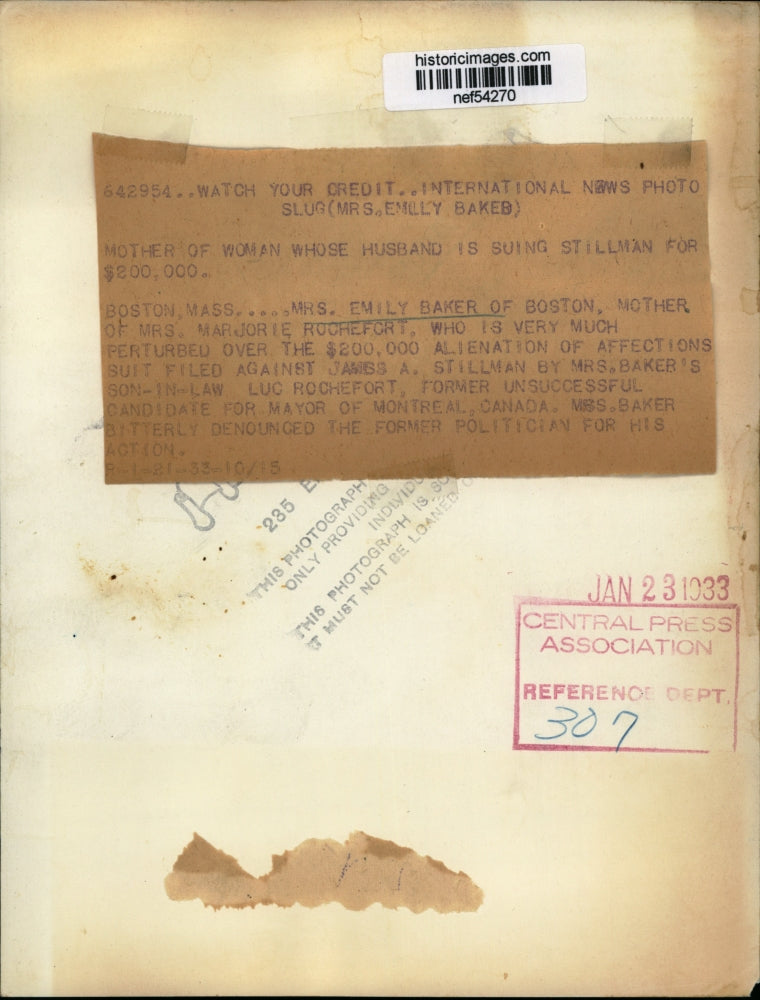 historicimages.com
nef54270
642954..WATCH YOUR CREDIT..INTERNATIONAL NEWS PHOTO
SLUG(MRS.EMILY BAKER)
MOTHER OF WOMAN WHOSE HUSBAND IS SUING STILLMAN FOR
$200,000.
BOSTON,MASS.....MRS. EMILY BAKER OF BOSTON, MOTHER
OF MRS. MARJORIE ROCHEFORT, WHO IS VERY MUCH
PERTURBED OVER THE $200,000 ALIENATION OF AFFECTIONS
SUIT FILED AGAINST JAMES A. STILLMAN BY MRS.BAKER'S
SON-IN-LAW LUC ROCHEFORT, FORMER UNSUCCESSFUL
CANDIDATE FOR MAYOR OF MONTREAL,CANADA. MRS.BAKER
BITTERLY DENOUNCED THE FORMER POLITICIAN FOR HIS
ACTION.
1-21-33-10/15
235 E
THIS PHOTOGRAPH
ONLY PROVIDING
THIS PHOTOGRAPH IS
IT MUST NOT BE LOANED
JAN 23 1933
CENTRAL PRESS
ASSOCIATION
REFERENCE DEPT.
307